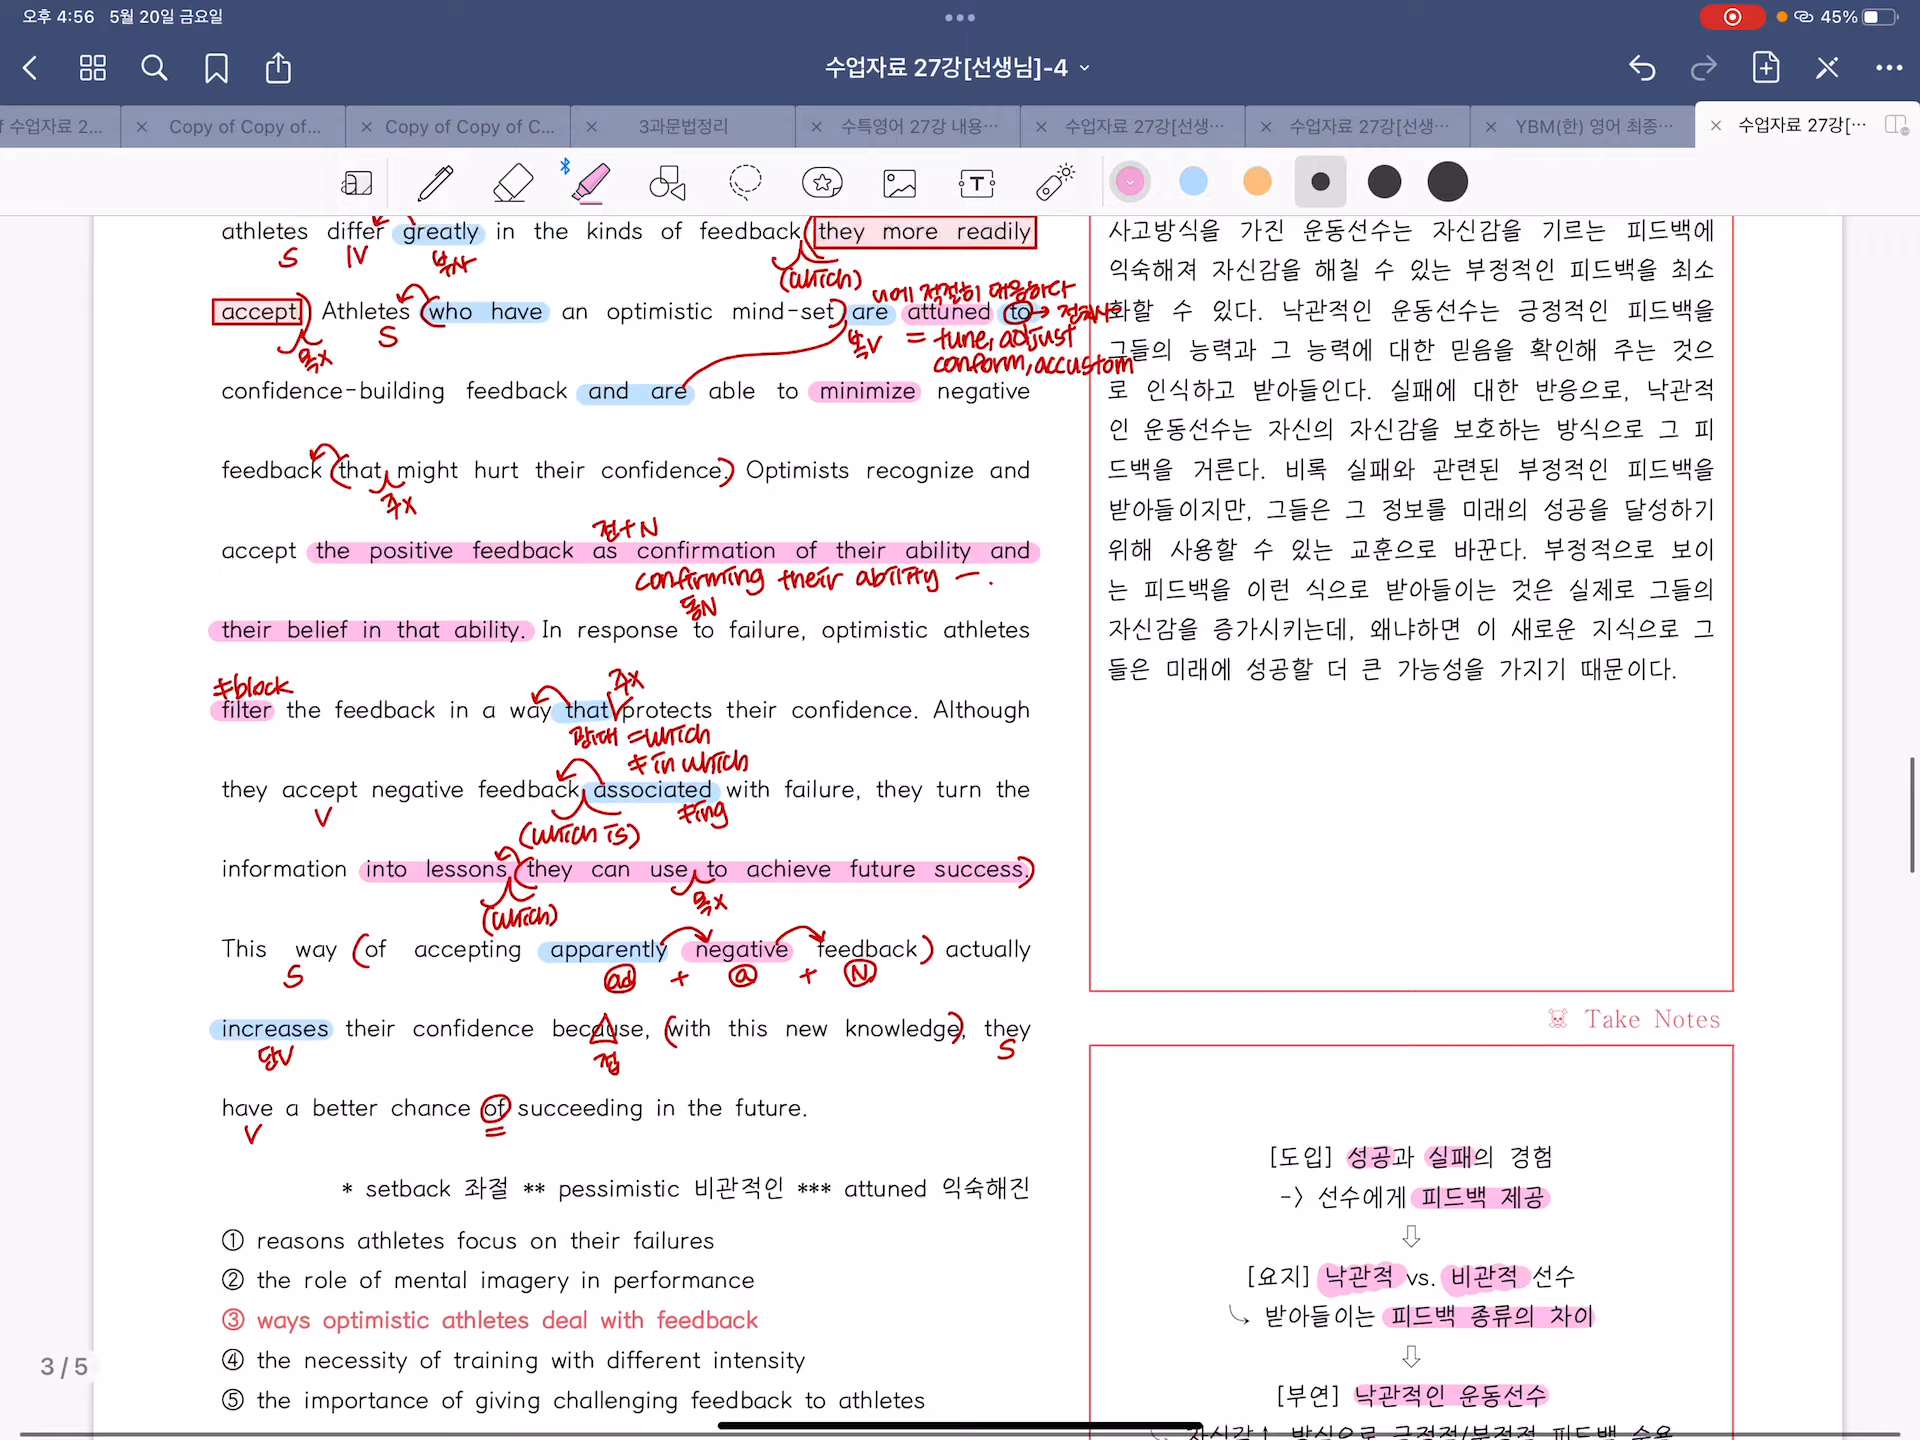 오후 4:56 5월 20일 금요일
45%
수업자료 27강[선생님]-4
수업자료 2...
Copy of Copy of...
Copy of Copy of C...
3과문법정리
수특영어 27강 내용...
수업자료 27강[선생...
수업자료 27강[선생...
YBM(한) 영어 최종...
수업자료 27강[...
athletes differ greatly in the kinds of feedback they more readily
S IV 부사
(which)
accept. Athletes who have an optimistic mind-set are attuned to
목X S 복V = tune, adjust
conform, accustom
confidence-building feedback and are able to minimize negative
feedback that might hurt their confidence. Optimists recognize and
주X
전+N
accept the positive feedback as confirmation of their ability and
confirming their ability ー.
동N
their belief in that ability. In response to failure, optimistic athletes
≠block
주X
filter the feedback in a way that protects their confidence. Although
관대 =which
≠in which
they accept negative feedback associated with failure, they turn the
V (which is) ≠ing
information into lessons they can use to achieve future success.
(which) 목X
This way (of accepting apparently negative feedback) actually
S ad + a + N
increases their confidence because, (with this new knowledge), they
단V 접 S
have a better chance of succeeding in the future.
V
* setback 좌절 ** pessimistic 비관적인 *** attuned 익숙해진
① reasons athletes focus on their failures
② the role of mental imagery in performance
③ ways optimistic athletes deal with feedback
④ the necessity of training with different intensity
⑤ the importance of giving challenging feedback to athletes
3 / 5
사고방식을 가진 운동선수는 자신감을 기르는 피드백에
익숙해져 자신감을 해칠 수 있는 부정적인 피드백을 최소
화할 수 있다. 낙관적인 운동선수는 긍정적인 피드백을
그들의 능력과 그 능력에 대한 믿음을 확인해 주는 것으
로 인식하고 받아들인다. 실패에 대한 반응으로, 낙관적
인 운동선수는 자신의 자신감을 보호하는 방식으로 그 피
드백을 거른다. 비록 실패와 관련된 부정적인 피드백을
받아들이지만, 그들은 그 정보를 미래의 성공을 달성하기
위해 사용할 수 있는 교훈으로 바꾼다. 부정적으로 보이
는 피드백을 이런 식으로 받아들이는 것은 실제로 그들의
자신감을 증가시키는데, 왜냐하면 이 새로운 지식으로 그
들은 미래에 성공할 더 큰 가능성을 가지기 때문이다.
Take Notes
[도입] 성공과 실패의 경험
-> 선수에게 피드백 제공
[요지] 낙관적 vs. 비관적 선수
받아들이는 피드백 종류의 차이
[부연] 낙관적인 운동선수